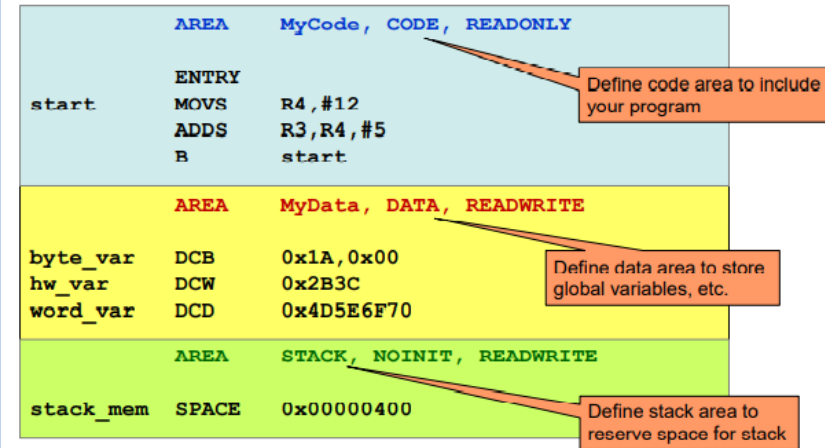 AREA MyCode, CODE, READONLY
ENTRY
Define code area to include
your program
start MOVS R4,#12
ADDS R3,R4,#5
B start
AREA MyData, DATA, READWRITE
byte_var DCB 0x1A,0x00
hw_var DCW 0x2B3C
word_var DCD 0x4D5E6F70
Define data area to store
global variables, etc.
AREA STACK, NOINIT, READWRITE
stack_mem SPACE 0x00000400
Define stack area to
reserve space for stack